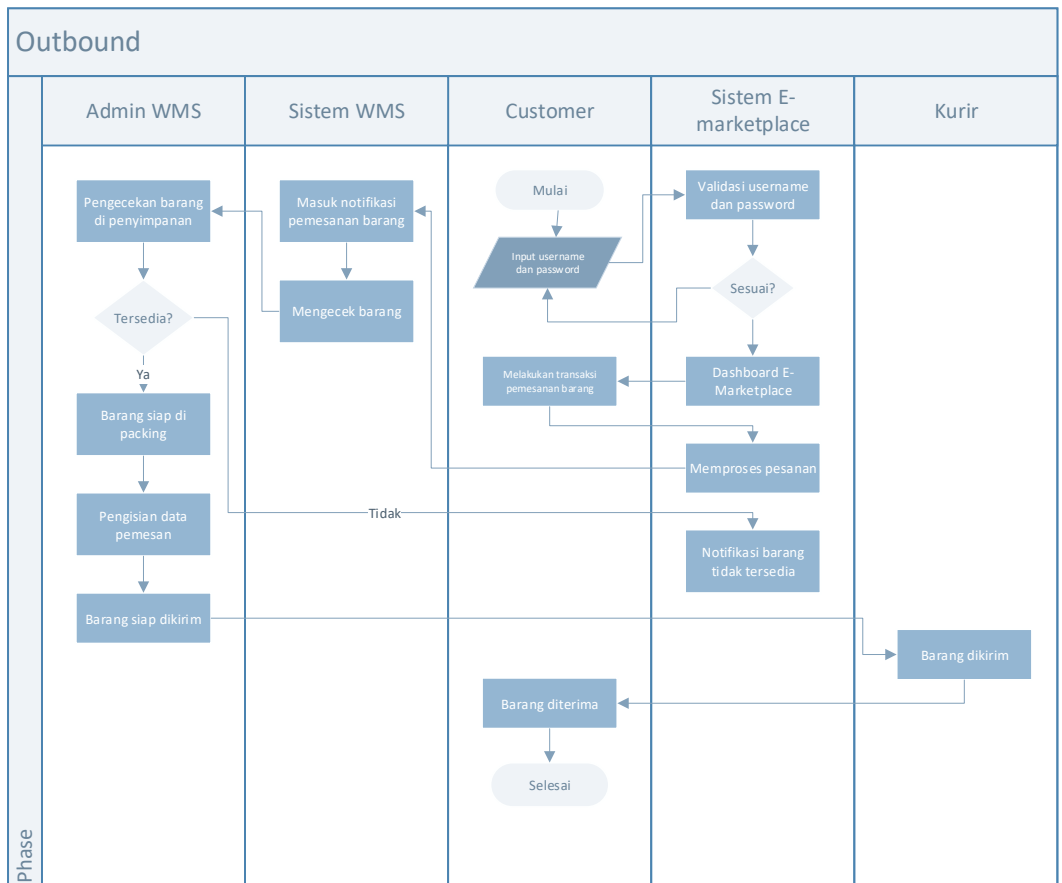 Outbound
Phase
Admin WMS
Sistem WMS
Customer
Sistem E-
marketplace
Kurir
Pengecekan barang
di penyimpanan
Tersedia?
Ya
Barang siap di
packing
Pengisian data
pemesan
Barang siap dikirim
Masuk notifikasi
pemesanan barang
Mengecek barang
Tidak
Mulai
Input username
dan password
Melakukan transaksi
pemesanan barang
Barang diterima
Selesai
Validasi username
dan password
Sesuai?
Dashboard E-
Marketplace
Memproses pesanan
Notifikasi barang
tidak tersedia
Barang dikirim